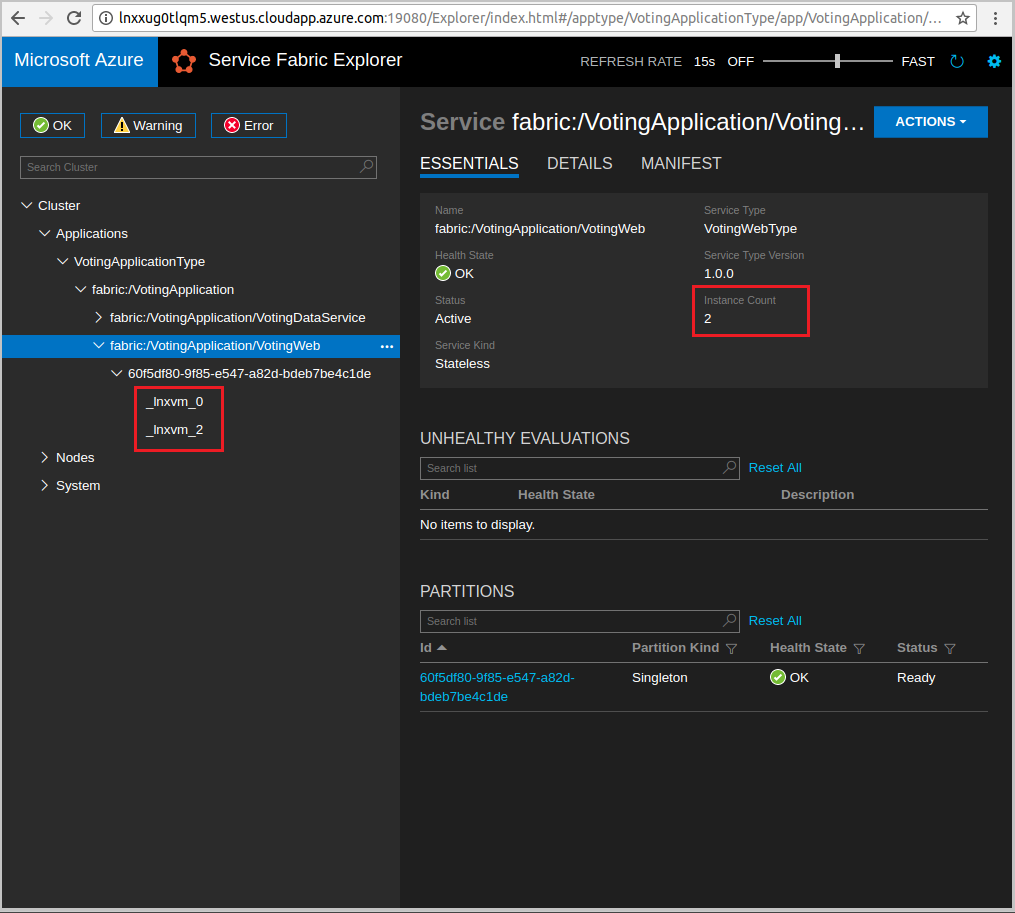 lnxxug0tlqm5.westus.cloudapp.azure.com:19080/Explorer/index.html#/apptype/VotingApplicationType/app/VotingApplication/...
Microsoft Azure
Service Fabric Explorer
REFRESH RATE 15s OFF FAST
OK
Warning
Error
Search Cluster
Cluster
Applications
VotingApplicationType
fabric:/VotingApplication
fabric:/VotingApplication/VotingDataService
fabric:/VotingApplication/VotingWeb ...
60f5df80-9f85-e547-a82d-bdeb7be4c1de
_lnxvm_0
_lnxvm_2
Nodes
System
Service fabric:/VotingApplication/Voting...
ACTIONS
ESSENTIALS DETAILS MANIFEST
Name
fabric:/VotingApplication/VotingWeb
Service Type
VotingWebType
Health State
OK
Service Type Version
1.0.0
Status
Active
Instance Count
2
Service Kind
Stateless
UNHEALTHY EVALUATIONS
Search list
Reset All
Kind Health State Description
No items to display.
PARTITIONS
Search list
Reset All
Id Partition Kind Health State Status
60f5df80-9f85-e547-a82d-
bdeb7be4c1de
Singleton
OK
Ready